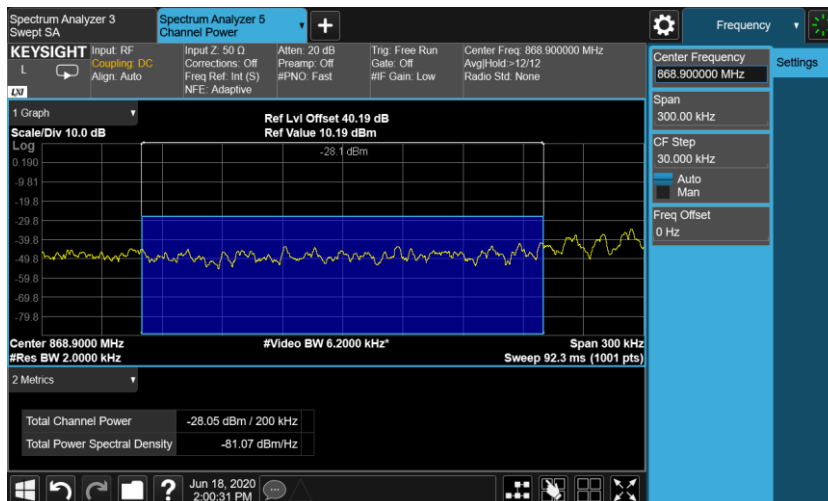 Spectrum Analyzer 3
Swept SA
Spectrum Analyzer 5
Channel Power
Frequency
KEYSIGHT
L
LXI
Input: RF
Coupling: DC
Align: Auto
Input Z: 50 Ω
Corrections: Off
Freq Ref: Int (S)
NFE: Adaptive
Atten: 20 dB
Preamp: Off
#PNO: Fast
Trig: Free Run
Gate: Off
#IF Gain: Low
Center Freq: 868.900000 MHz
Avg|Hold:>12/12
Radio Std: None
Center Frequency
868.900000 MHz
Settings
Span
300.00 kHz
CF Step
30.000 kHz
Auto
Man
Freq Offset
0 Hz
1 Graph
Scale/Div 10.0 dB
Ref Lvl Offset 40.19 dB
Ref Value 10.19 dBm
Log
-28.1 dBm
0.190
-9.81
-19.8
-29.8
-39.8
-49.8
-59.8
-69.8
-79.8
Center 868.9000 MHz
#Video BW 6.2000 kHz*
Span 300 kHz
#Res BW 2.0000 kHz
Sweep 92.3 ms (1001 pts)
2 Metrics
Total Channel Power -28.05 dBm / 200 kHz
Total Power Spectral Density -81.07 dBm/Hz
?
Jun 18, 2020
2:00:31 PM